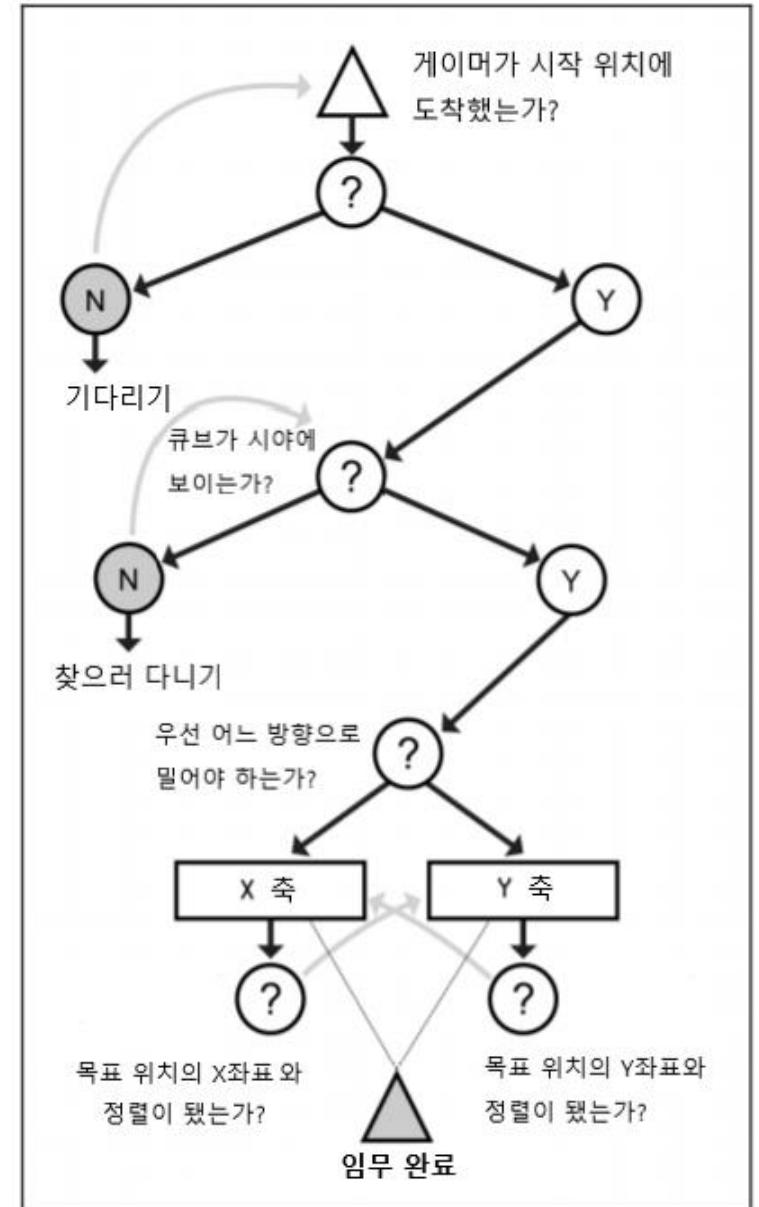 게이머가 시작 위치에
도착했는가?
?
N
Y
기다리기
큐브가 시야에
보이는가?
?
N
Y
찾으러 다니기
우선 어느 방향으로
밀어야 하는가?
?
X 축
Y 축
?
?
목표 위치의 X좌표와
정렬이 됐는가?
목표 위치의 Y좌표와
정렬이 됐는가?
임무 완료